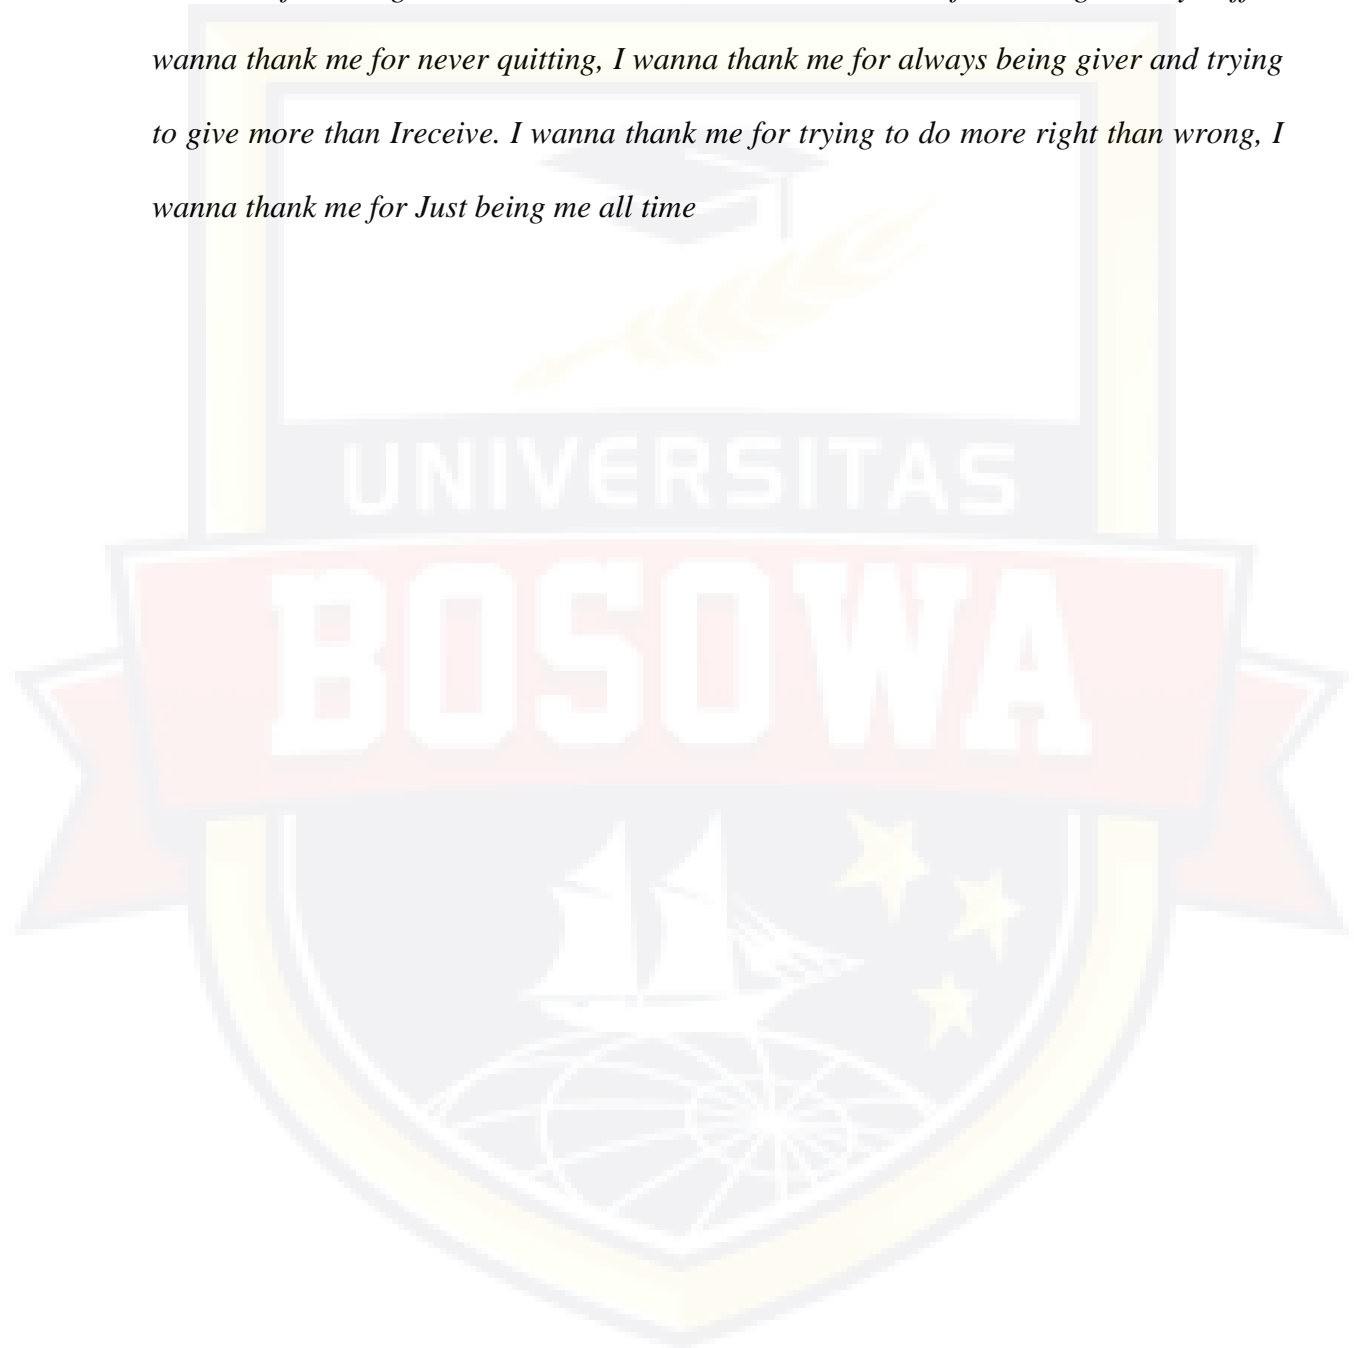 wanna thank me for never quitting, I wanna thank me for always being giver and trying
to give more than Ireceive. I wanna thank me for trying to do more right than wrong, I
wanna thank me for Just being me all time
UNIVERSITAS
BOSOWA